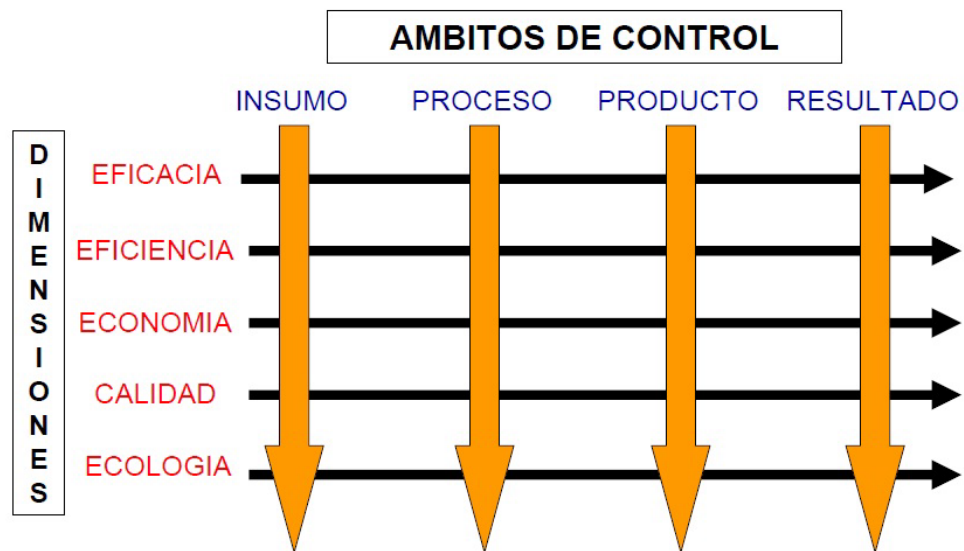 AMBITOS DE CONTROL
INSUMO PROCESO PRODUCTO RESULTADO
DIMENSIONES
EFICACIA
EFICIENCIA
ECONOMIA
CALIDAD
ECOLOGIA